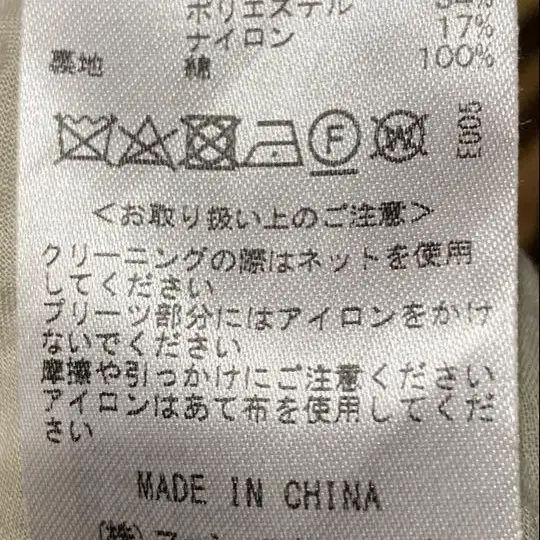 ポリエステル
ナイロン 17%
裏地 綿 100%
F W E005
<お取り扱い上のご注意>
クリーニングの際はネットを使用
してください
プリーツ部分にはアイロンをかけ
ないでください
摩擦や引っかけにご注意ください
アイロンはあて布を使用してくだ
さい
MADE IN CHINA
(株)